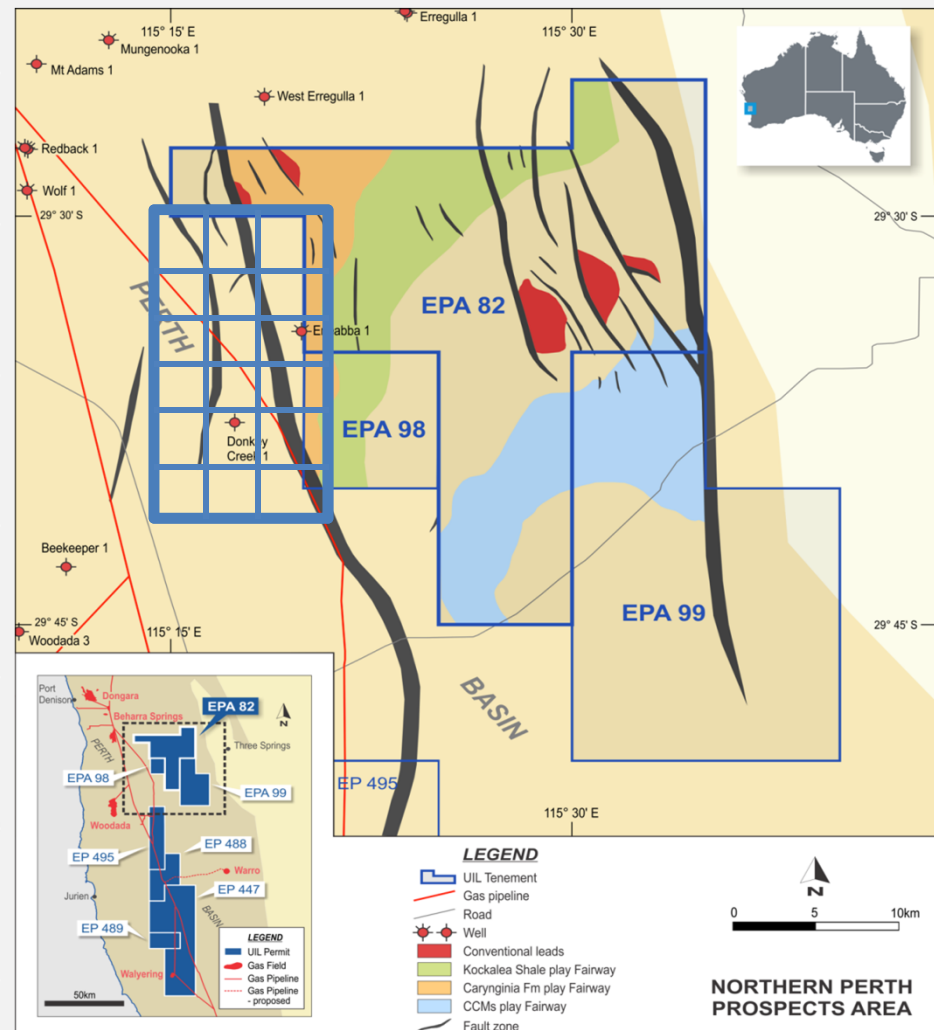 Erregulla 1
115° 15' E
115° 30' E
Mungenooka 1
Mt Adams 1
West Erregulla 1
Redback 1
Wolf 1
29° 30' S
29° 30' S
PERTH
EPA 82
Eneabba 1
EPA 98
Donkey
Creek 1
Beekeeper 1
EPA 99
29° 45' S
29° 45' S
Woodada 3
115° 15' E
BASIN
EP 495
115° 30' E
Port
Denison
Dongara
EPA 82
Beharra Springs
N
PERTH
Three Springs
EPA 98
EPA 99
Woodada
EP 495
EP 488
Warro
EP 447
Jurien
BASIN
EP 489
Walyering
50km
LEGEND
UIL Permit
Gas Field
Gas Pipeline
Gas Pipeline
- proposed
LEGEND
UIL Tenement
Gas pipeline
Road
Well
Conventional leads
Kockalea Shale play Fairway
Carynginia Fm play Fairway
CCMs play Fairway
Fault zone
N
0 5 10km
NORTHERN PERTH
PROSPECTS AREA